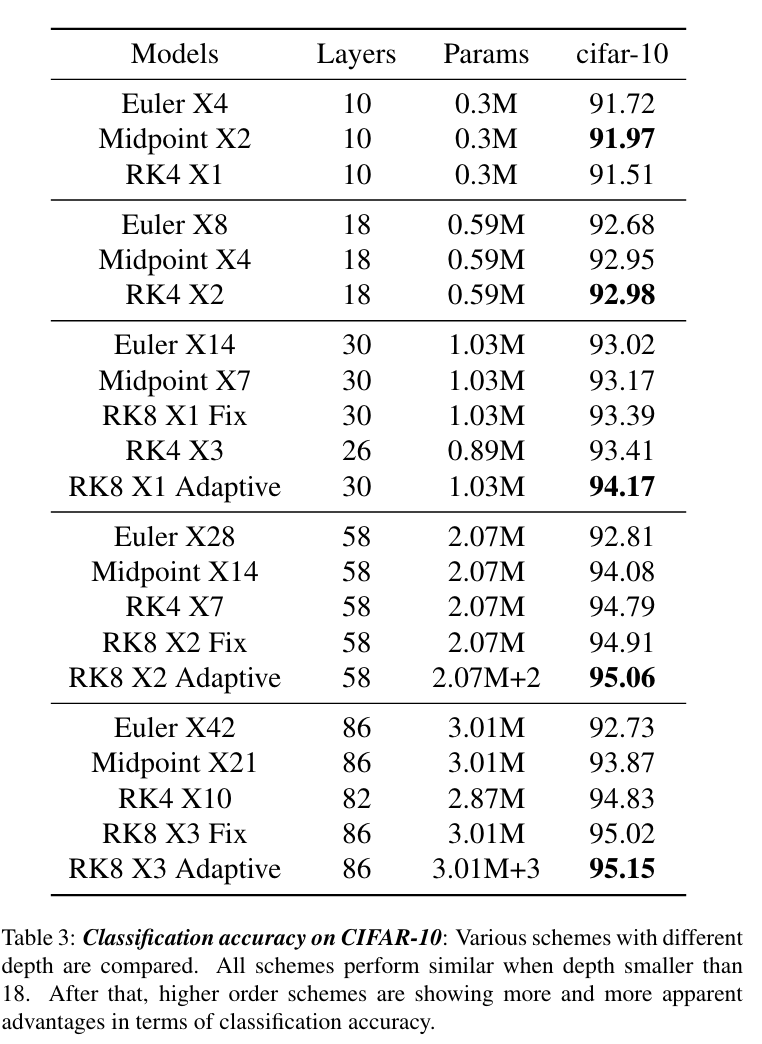 Models Layers Params cifar-10
Euler X4 10 0.3M 91.72
Midpoint X2 10 0.3M 91.97
RK4 X1 10 0.3M 91.51
Euler X8 18 0.59M 92.68
Midpoint X4 18 0.59M 92.95
RK4 X2 18 0.59M 92.98
Euler X14 30 1.03M 93.02
Midpoint X7 30 1.03M 93.17
RK8 X1 Fix 30 1.03M 93.39
RK4 X3 26 0.89M 93.41
RK8 X1 Adaptive 30 1.03M 94.17
Euler X28 58 2.07M 92.81
Midpoint X14 58 2.07M 94.08
RK4 X7 58 2.07M 94.79
RK8 X2 Fix 58 2.07M 94.91
RK8 X2 Adaptive 58 2.07M+2 95.06
Euler X42 86 3.01M 92.73
Midpoint X21 86 3.01M 93.87
RK4 X10 82 2.87M 94.83
RK8 X3 Fix 86 3.01M 95.02
RK8 X3 Adaptive 86 3.01M+3 95.15
Table 3: Classification accuracy on CIFAR-10: Various schemes with different
depth are compared. All schemes perform similar when depth smaller than
18. After that, higher order schemes are showing more and more apparent
advantages in terms of classification accuracy.